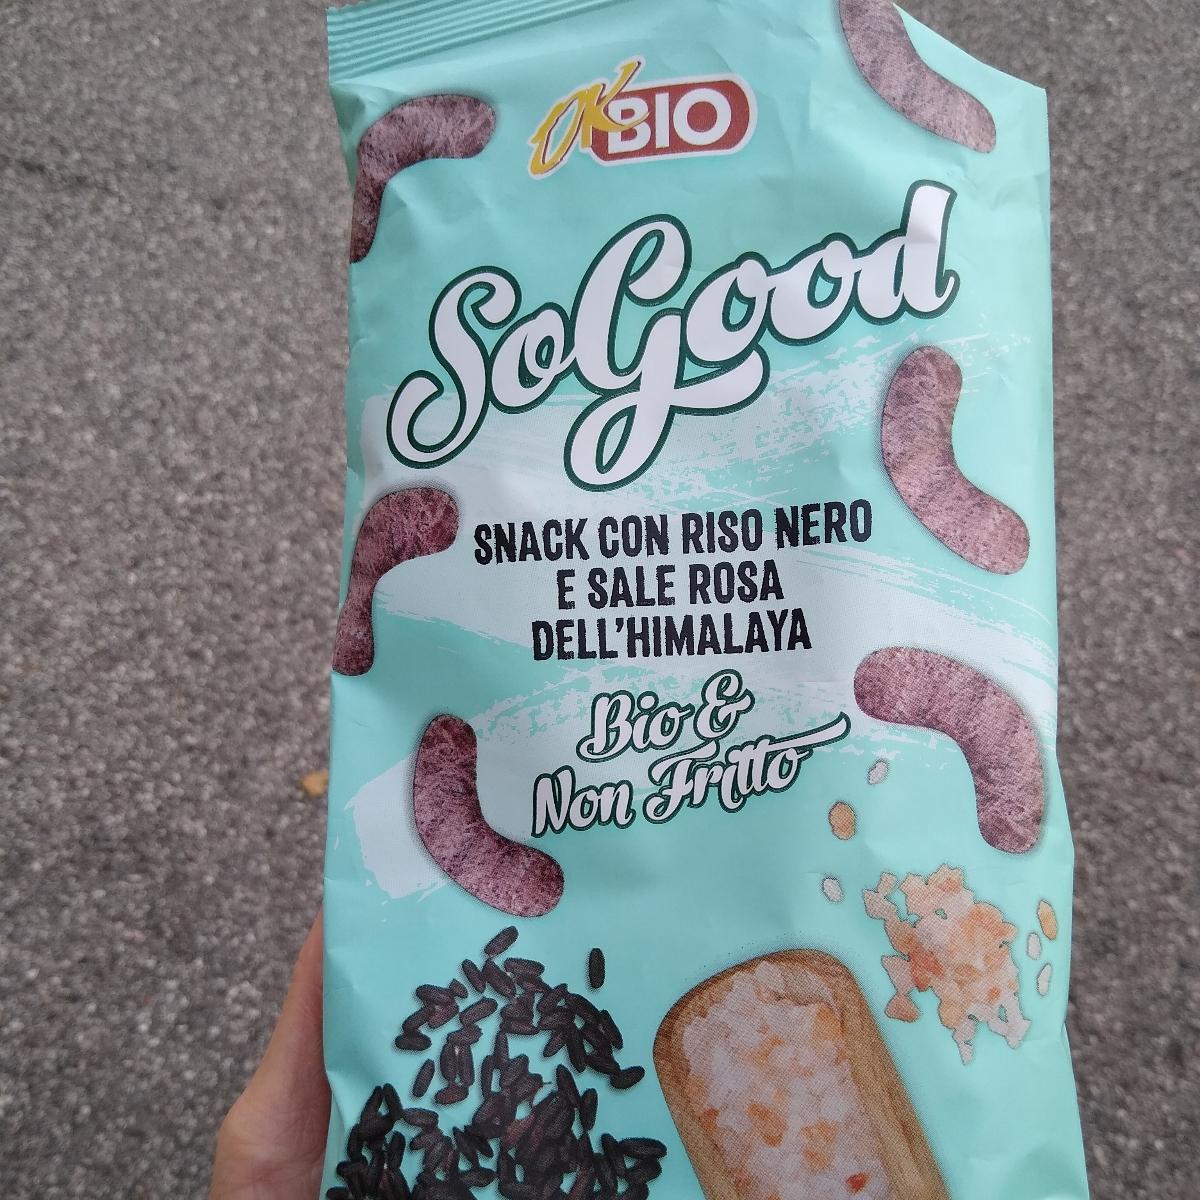 OK BIO
SoGood
SNACK CON RISO NERO
E SALE ROSA
DELL'HIMALAYA
Bio &
Non Fritto